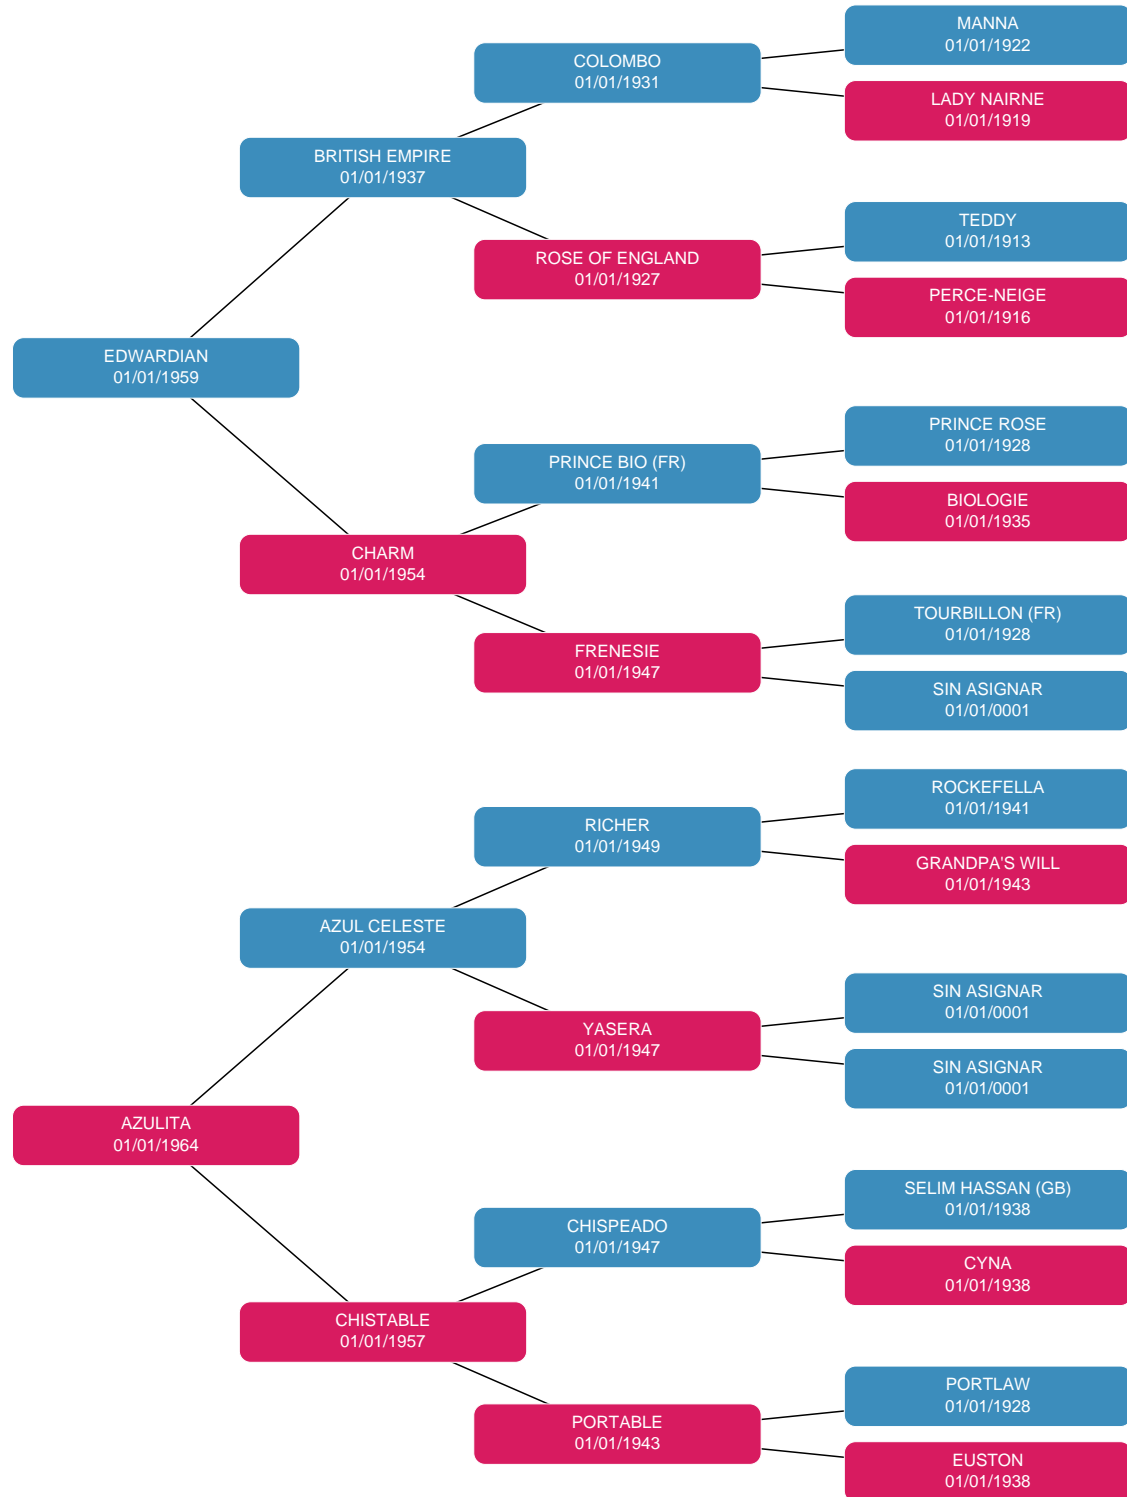 MANNA
01/01/1922
COLOMBO
01/01/1931
LADY NAIRNE
01/01/1919
BRITISH EMPIRE
01/01/1937
TEDDY
01/01/1913
ROSE OF ENGLAND
01/01/1927
PERCE-NEIGE
01/01/1916
EDWARDIAN
01/01/1959
PRINCE ROSE
01/01/1928
PRINCE BIO (FR)
01/01/1941
BIOLOGIE
01/01/1935
CHARM
01/01/1954
TOURBILLON (FR)
01/01/1928
FRENESIE
01/01/1947
SIN ASIGNAR
01/01/0001
ROCKEFELLA
01/01/1941
RICHER
01/01/1949
GRANDPA'S WILL
01/01/1943
AZUL CELESTE
01/01/1954
SIN ASIGNAR
01/01/0001
YASERA
01/01/1947
SIN ASIGNAR
01/01/0001
AZULITA
01/01/1964
SELIM HASSAN (GB)
01/01/1938
CHISPEADO
01/01/1947
CYNA
01/01/1938
CHISTABLE
01/01/1957
PORTLAW
01/01/1928
PORTABLE
01/01/1943
EUSTON
01/01/1938